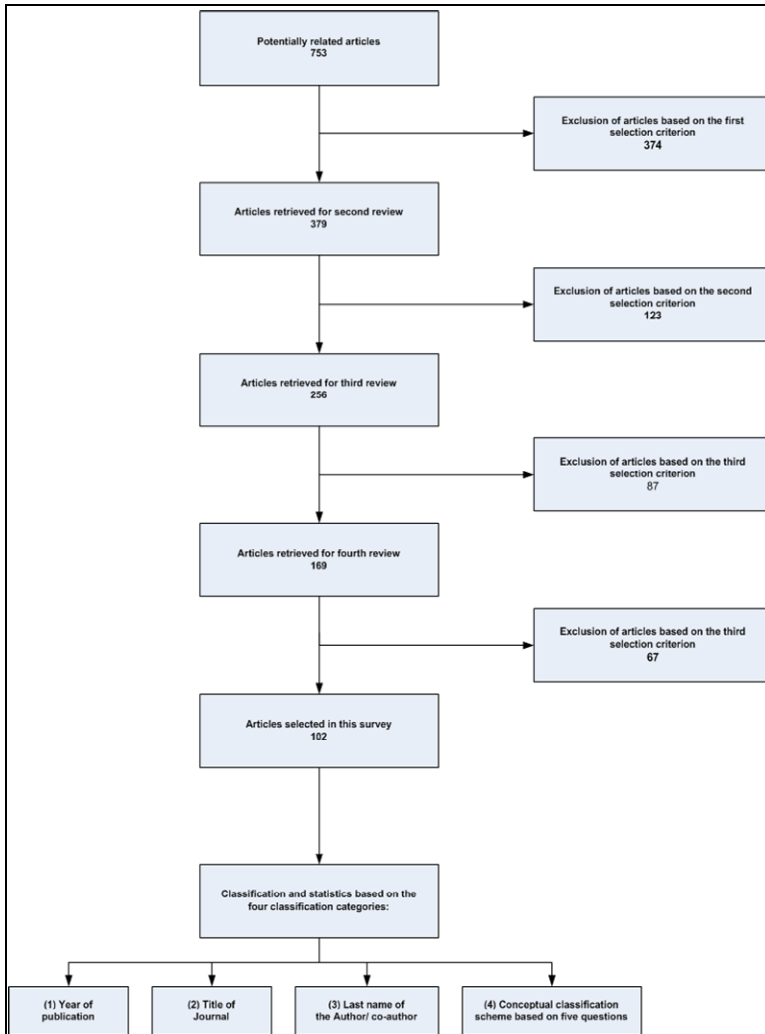 Potentially related articles
753
Exclusion of articles based on the first
selection criterion
374
Articles retrieved for second review
379
Exclusion of articles based on the second
selection criterion
123
Articles retrieved for third review
256
Exclusion of articles based on the third
selection criterion
87
Articles retrieved for fourth review
169
Exclusion of articles based on the third
selection criterion
67
Articles selected in this survey
102
Classification and statistics based on the
four classification categories:
(1) Year of
publication
(2) Title of
Journal
(3) Last name of
the Author/ co-author
(4) Conceptual classification
scheme based on five questions